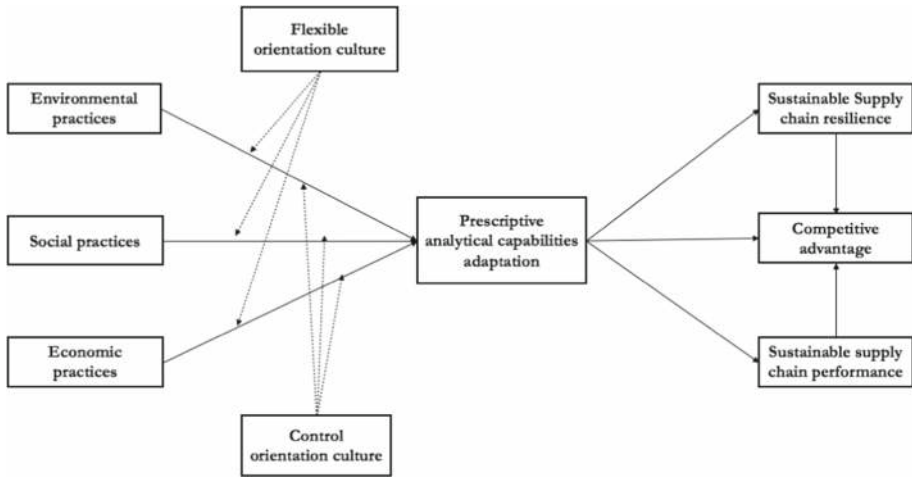 Flexible
orientation culture
Environmental
practices
Sustainable Supply
chain resilience
Social practices
Prescriptive
analytical capabilities
adaptation
Competitive
advantage
Economic
practices
Sustainable supply
chain performance
Control
orientation culture